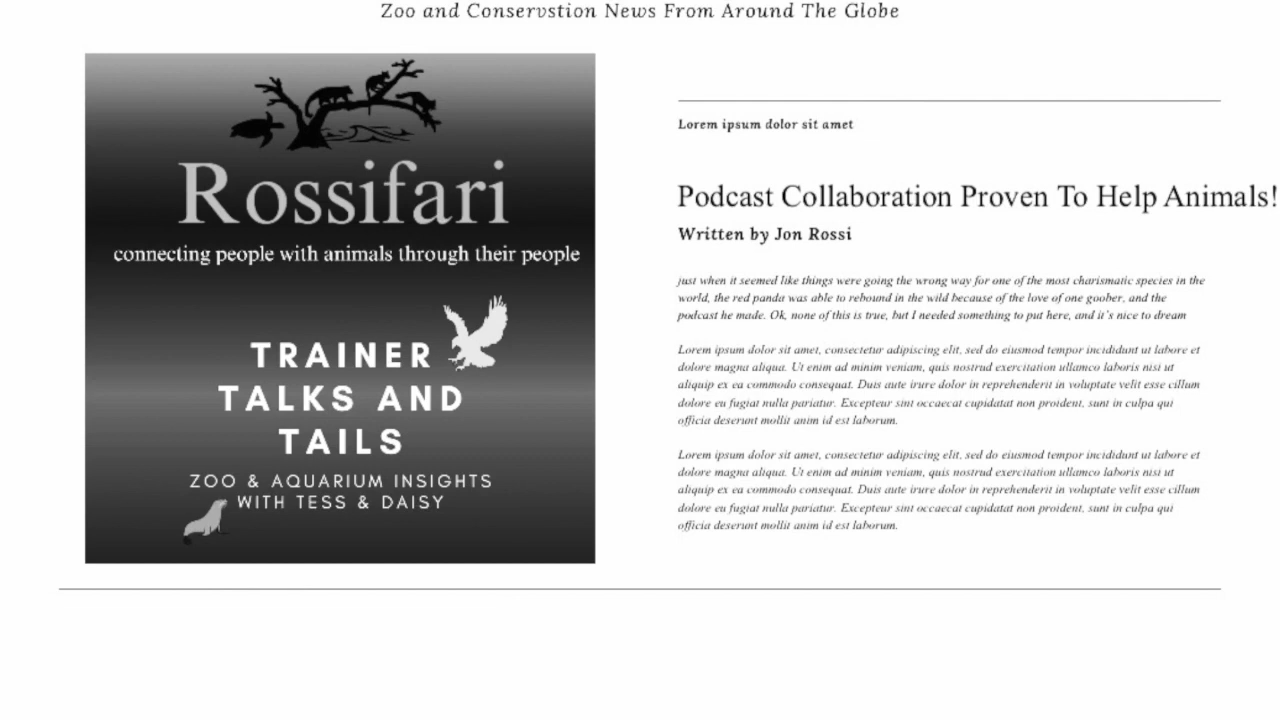 Zoo and Conservstion News From Around The Globe
Rossifari
connecting people with animals through their people
TRAINER
TALKS AND
TAILS
ZOO & AQUARIUM INSIGHTS
WITH TESS & DAISY
Lorem ipsum dolor sit amet
Podcast Collaboration Proven To Help Animals!
Written by Jon Rossi
just when it seemed like things were going the wrong way for one of the most charismatic species in the
world, the red panda was able to rebound in the wild because of the love of one goober, and the
podcast he made. Ok, none of this is true, but I needed something to put here, and it's nice to dream
Lorem ipsum dolor sit amet, consectetur adipiscing elit, sed do eiusmod tempor incididunt ut labore et
dolore magna aliqua. Ut enim ad minim veniam, quis nostrud exercitation ullamco laboris nisi ut
aliquip ex ea commodo consequat. Duis aute irure dolor in reprehenderit in voluptate velit esse cillum
dolore eu fugiat nulla pariatur. Excepteur sint occaecat cupidatat non proident, sunt in culpa qui
officia deserunt mollit anim id est laborum.
Lorem ipsum dolor sit amet, consectetur adipiscing elit, sed do eiusmod tempor incididunt ut labore et
dolore magna aliqua. Ut enim ad minim veniam, quis nostrud exercitation ullamco laboris nisi ut
aliquip ex ea commodo consequat. Duis aute irure dolor in reprehenderit in voluptate velit esse cillum
dolore eu fugiat nulla pariatur. Excepteur sint occaecat cupidatat non proident, sunt in culpa qui
officia deserunt mollit anim id est laborum.